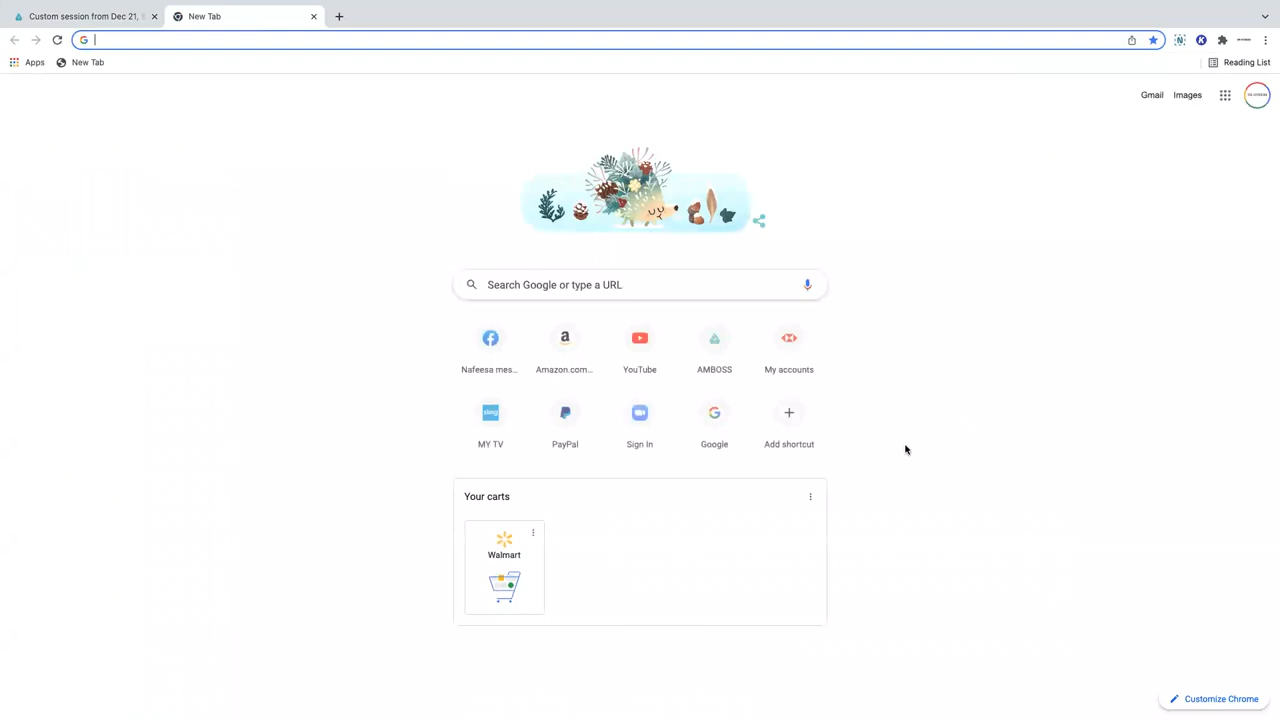 Custom session from Dec 21,
New Tab
Apps
New Tab
Reading List
Gmail
Images
Search Google or type a URL
Nafeesa mes...
Amazon.com...
YouTube
AMBOSS
My accounts
sling
MY TV
PayPal
Sign In
Google
Add shortcut
Your carts
Walmart
Customize Chrome